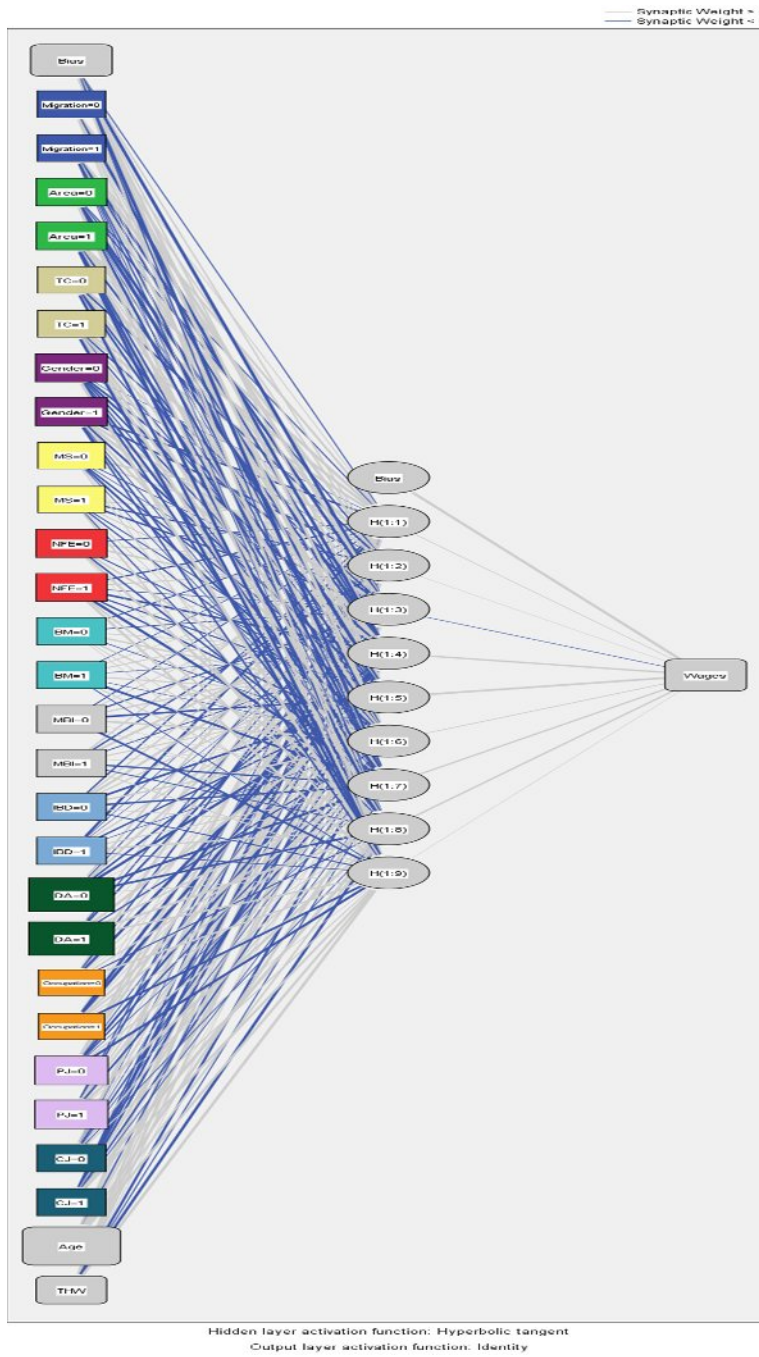 Synaptic Weight >
Synaptic Weight <
Bias
Migration=0
Migration=1
Area=0
Area=1
TC=0
TC=1
Gender=0
Gender=1
MS=0
MS=1
NFE=0
NFE=1
BM=0
BM=1
MBI=0
MBI=1
IBD=0
IBD=1
DA=0
DA=1
Occupation=0
Occupation=1
PJ=0
PJ=1
CJ=0
CJ=1
Age
THW
Bias
H(1:1)
H(1:2)
H(1:3)
H(1:4)
H(1:5)
H(1:6)
H(1:7)
H(1:8)
H(1:9)
Wages
Hidden layer activation function: Hyperbolic tangent
Output layer activation function: Identity